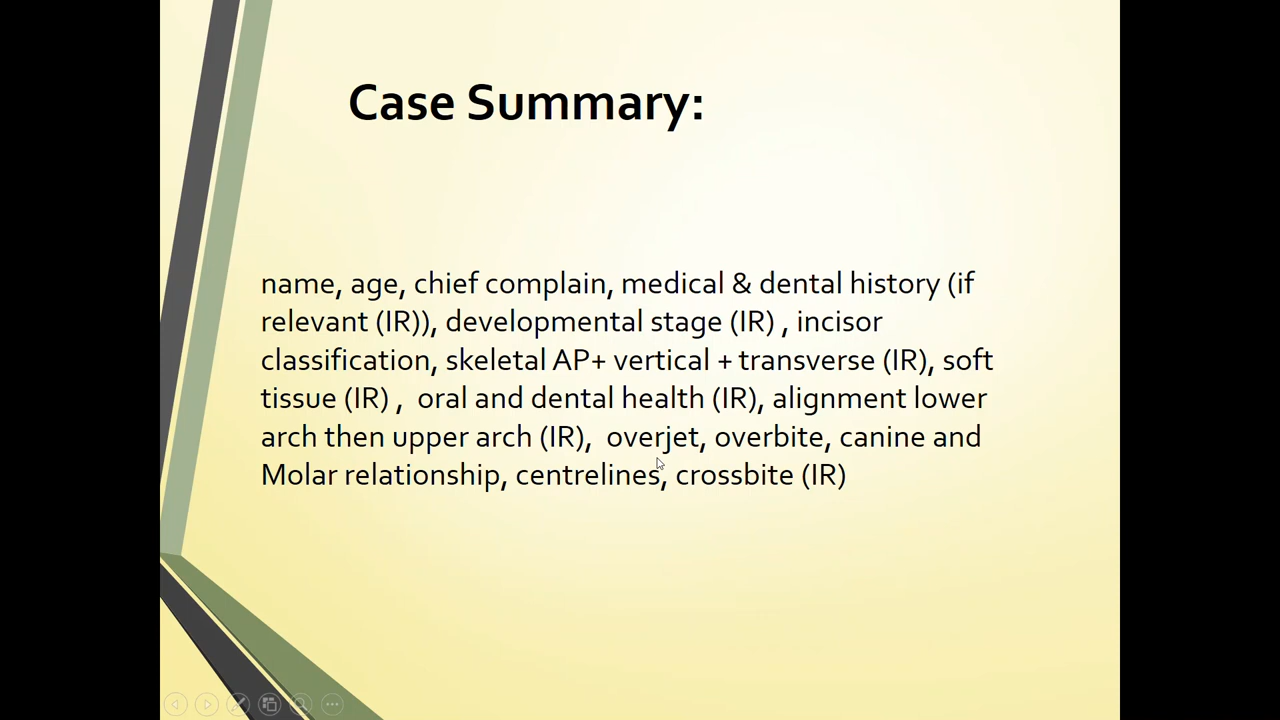 Case Summary:
name, age, chief complain, medical & dental history (if
relevant (IR)), developmental stage (IR) , incisor
classification, skeletal AP+ vertical + transverse (IR), soft
tissue (IR) ,  oral and dental health (IR), alignment lower
arch then upper arch (IR),  overjet, overbite, canine and
Molar relationship, centrelines, crossbite (IR)